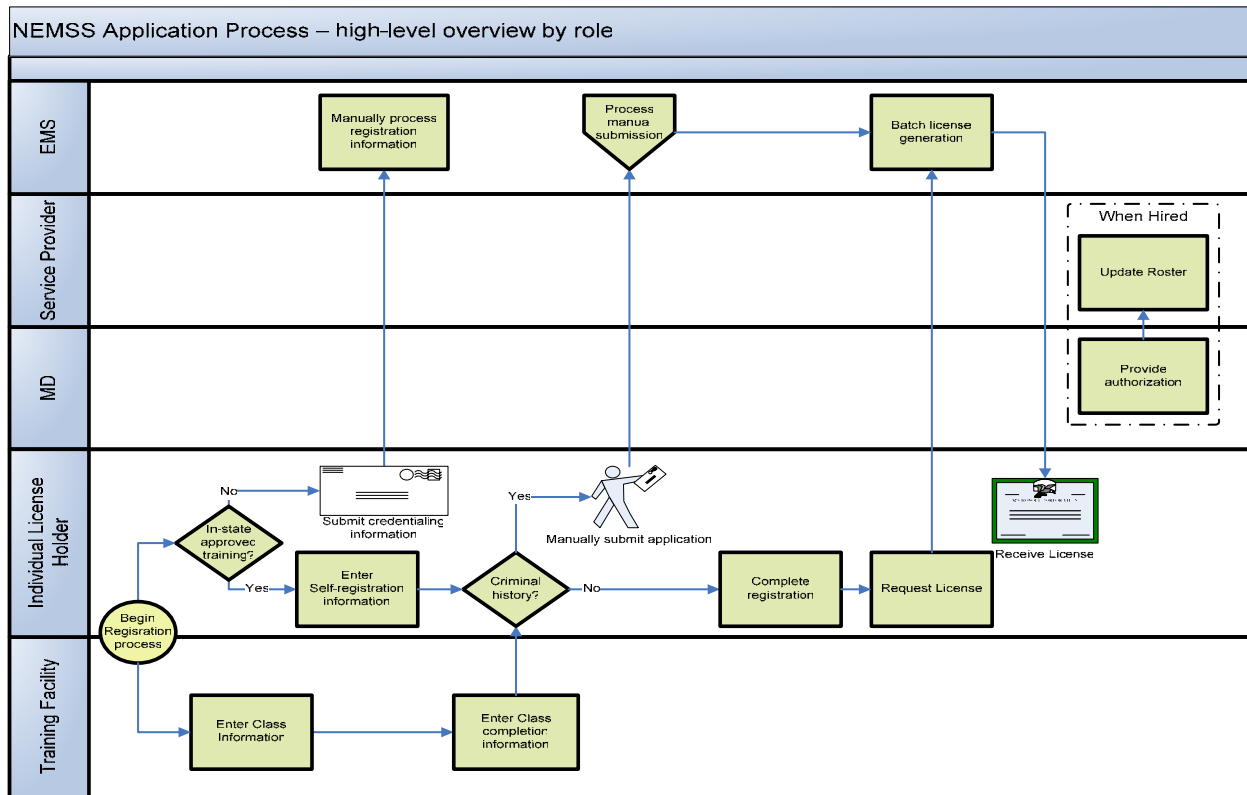 NEMSS Application Process – high-level overview by role
EMS
Manually process
registration
information
Process
manua
submission
Batch license
generation
Service Provider
When Hired
Update Roster
MD
Provide
authorization
Individual License
Holder
No
Submit credentialing
information
In-state
approved
training?
Yes
Enter
Self-registration
information
Yes
Manually submit application
Criminal
history?
No
Complete
registration
Request License
Receive License
Begin
Regisration
process
Training Facility
Enter Class
Information
Enter Class
completion
information